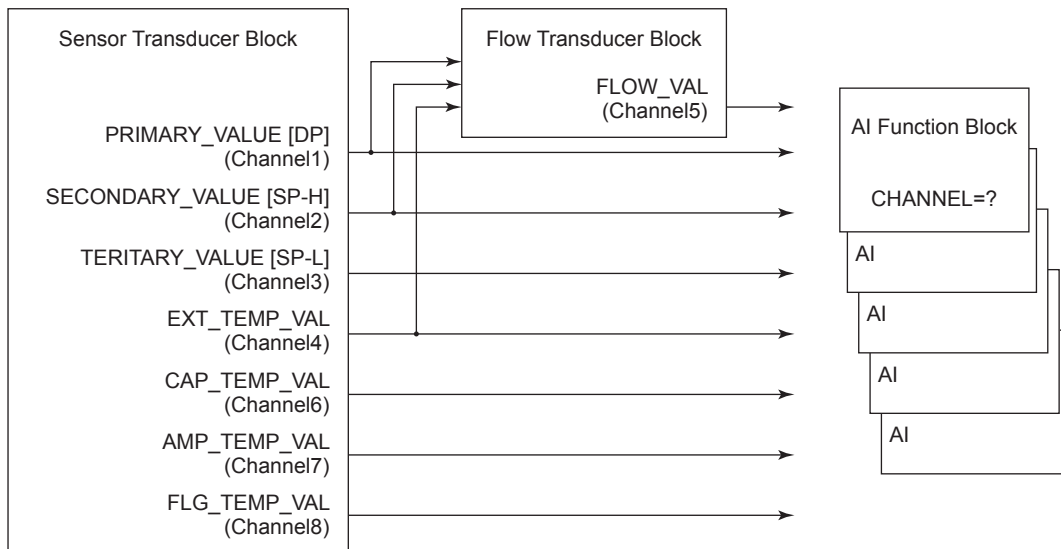 Sensor Transducer Block
PRIMARY_VALUE [DP]
(Channel1)
SECONDARY_VALUE [SP-H]
(Channel2)
TERITARY_VALUE [SP-L]
(Channel3)
EXT_TEMP_VAL
(Channel4)
CAP_TEMP_VAL
(Channel6)
AMP_TEMP_VAL
(Channel7)
FLG_TEMP_VAL
(Channel8)
Flow Transducer Block
FLOW_VAL
(Channel5)
AI Function Block
CHANNEL=?
AI
AI
AI
AI